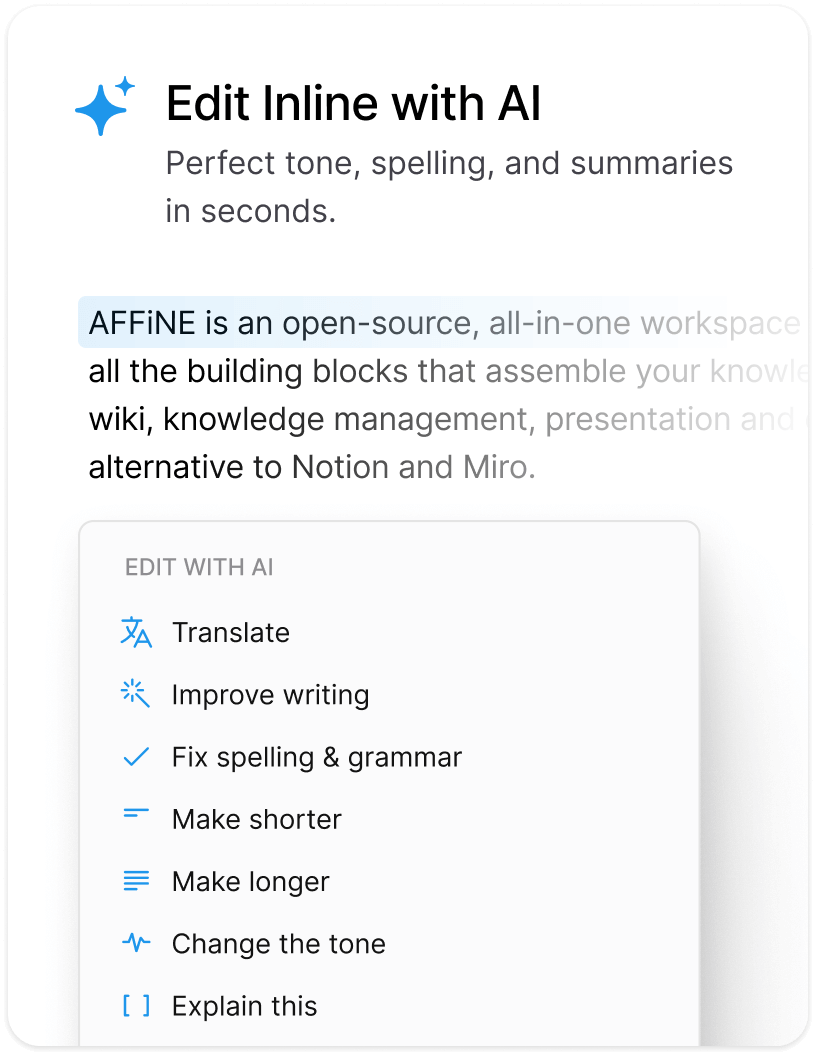 Edit Inline with AI
Perfect tone, spelling, and summaries
in seconds.
AFFiNE is an open-source, all-in-one workspace
all the building blocks that assemble your knowle
wiki, knowledge management, presentation and
alternative to Notion and Miro.
EDIT WITH AI
Translate
Improve writing
Fix spelling & grammar
Make shorter
Make longer
Change the tone
Explain this